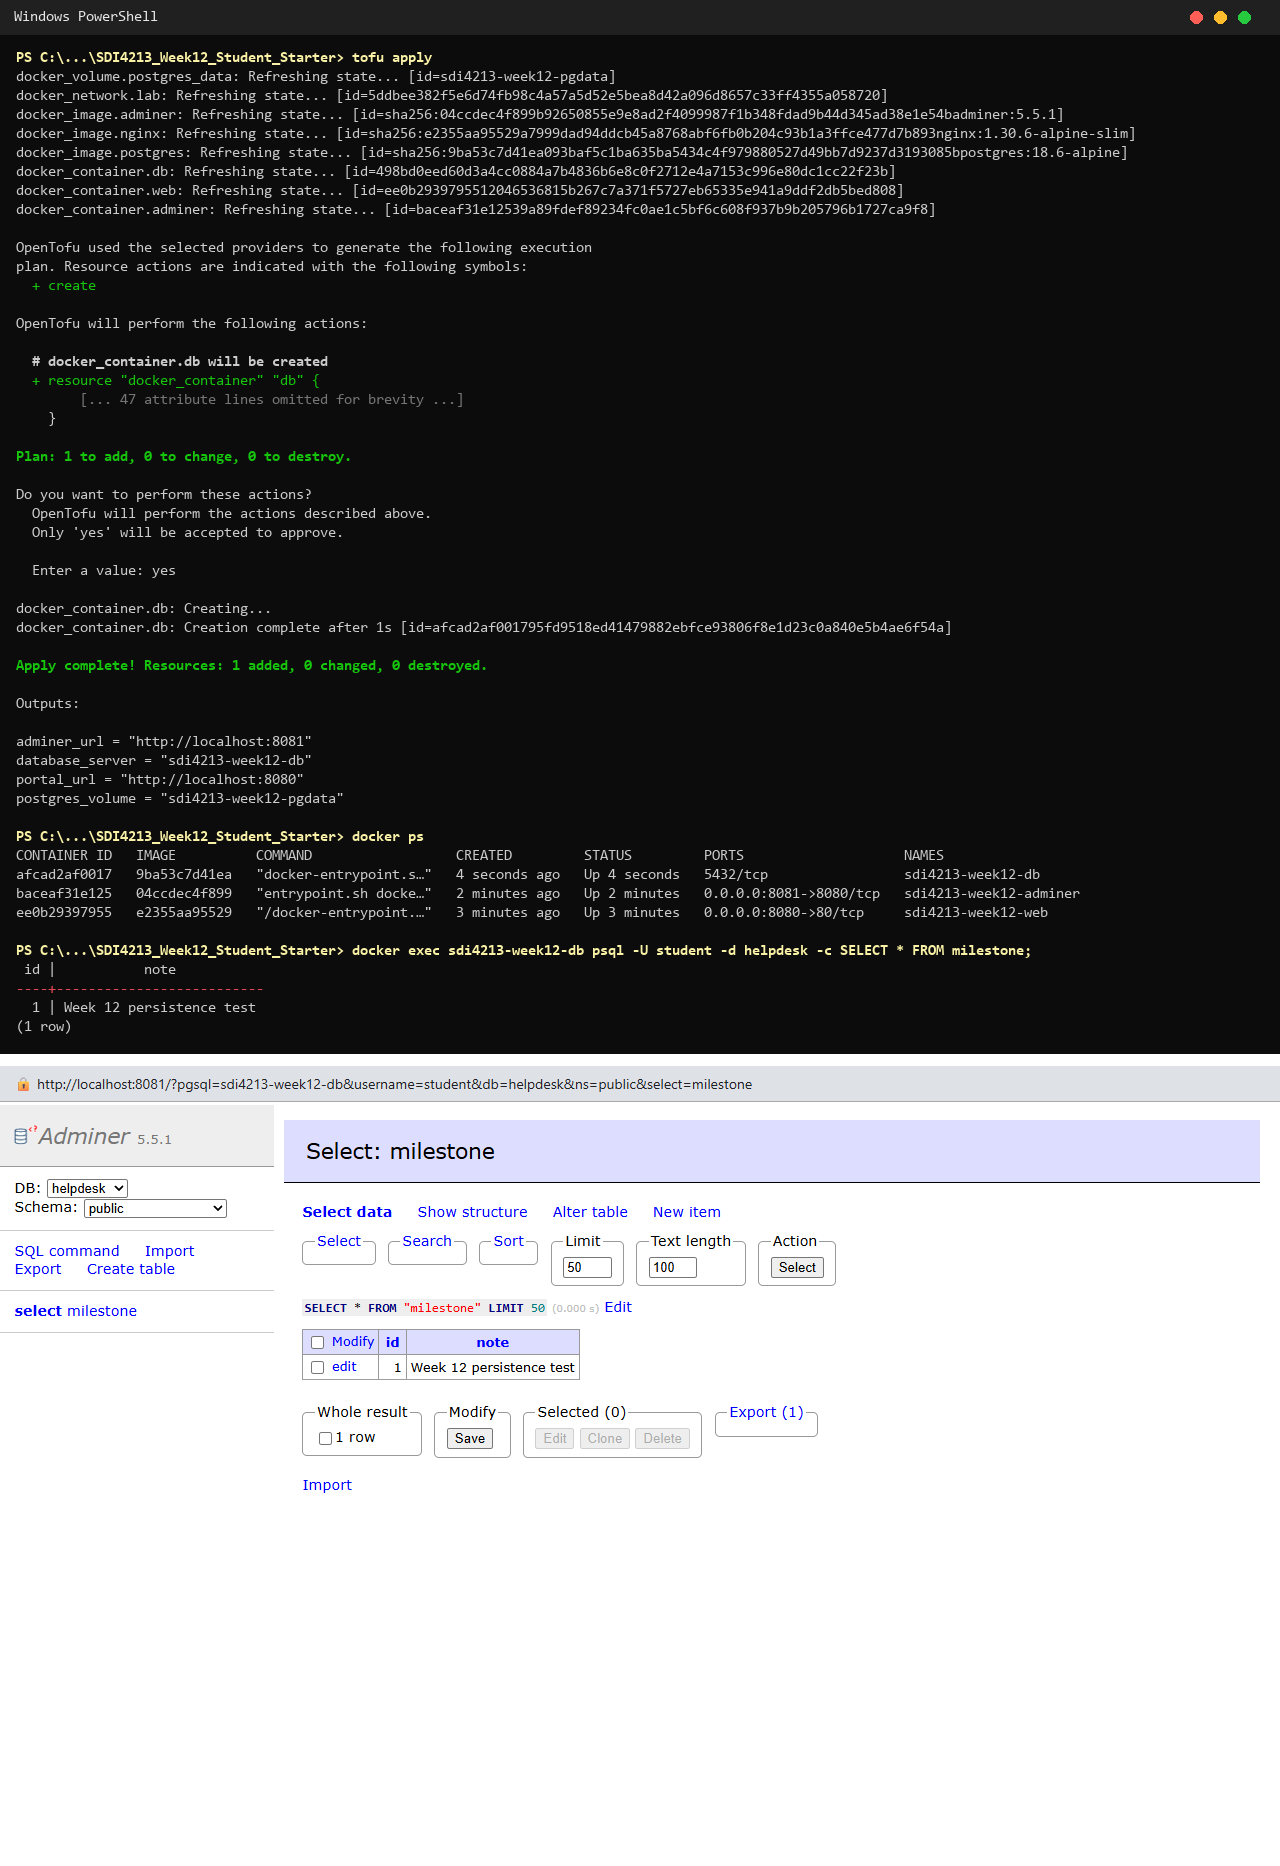 Windows PowerShell
PS C:\...\SDI4213_Week12_Student_Starter> tofu apply
docker_volume.postgres_data: Refreshing state... [id=sdi4213-week12-pgdata]
docker_network.lab: Refreshing state... [id=5ddbee382f5e6d74fb98c4a57a5d52e5bea8d42a096d8657c33ff4355a058720]
docker_image.adminer: Refreshing state... [id=sha256:04ccdec4f899b92650855e9e8ad2f4099987f1b348fdad9b44d345ad38e1e54badminer:5.5.1]
docker_image.nginx: Refreshing state... [id=sha256:e2355aa95529a7999dad94ddcb45a8768abf6fb0b204c93b1a3ffce477d7b893nginx:1.30.6-alpine-slim]
docker_image.postgres: Refreshing state... [id=sha256:9ba53c7d41ea093baf5c1ba635ba5434c4f979880527d49bb7d9237d3193085bpostgres:18.6-alpine]
docker_container.db: Refreshing state... [id=498bd0eed60d3a4cc0884a7b4836b6e8c0f2712e4a7153c996e80dc1cc22f23b]
docker_container.web: Refreshing state... [id=ee0b2939795512046536815b267c7a371f5727eb65335e941a9ddf2db5bed808]
docker_container.adminer: Refreshing state... [id=baceaf31e12539a89fdef89234fc0ae1c5bf6c608f937b9b205796b1727ca9f8]
OpenTofu used the selected providers to generate the following execution
plan. Resource actions are indicated with the following symbols:
+ create
OpenTofu will perform the following actions:
# docker_container.db will be created
+ resource "docker_container" "db" {
[... 47 attribute lines omitted for brevity ...]
}
Plan: 1 to add, 0 to change, 0 to destroy.
Do you want to perform these actions?
OpenTofu will perform the actions described above.
Only 'yes' will be accepted to approve.
Enter a value: yes
docker_container.db: Creating...
docker_container.db: Creation complete after 1s [id=afcad2af001795fd9518ed41479882ebfce93806f8e1d23c0a840e5b4ae6f54a]
Apply complete! Resources: 1 added, 0 changed, 0 destroyed.
Outputs:
adminer_url = "http://localhost:8081"
database_server = "sdi4213-week12-db"
portal_url = "http://localhost:8080"
postgres_volume = "sdi4213-week12-pgdata"
PS C:\...\SDI4213_Week12_Student_Starter> docker ps
CONTAINER ID   IMAGE          COMMAND                  CREATED         STATUS         PORTS                    NAMES
afcad2af0017   9ba53c7d41ea   "docker-entrypoint.s…"   4 seconds ago   Up 4 seconds   5432/tcp                 sdi4213-week12-db
baceaf31e125   04ccdec4f899   "entrypoint.sh docke…"   2 minutes ago   Up 2 minutes   0.0.0.0:8081->8080/tcp   sdi4213-week12-adminer
ee0b29397955   e2355aa95529   "/docker-entrypoint.…"   3 minutes ago   Up 3 minutes   0.0.0.0:8080->80/tcp     sdi4213-week12-web
PS C:\...\SDI4213_Week12_Student_Starter> docker exec sdi4213-week12-db psql -U student -d helpdesk -c SELECT * FROM milestone;
id |           note
----+--------------------------
1 | Week 12 persistence test
(1 row)
http://localhost:8081/?pgsql=sdi4213-week12-db&username=student&db=helpdesk&ns=public&select=milestone
Adminer 5.5.1
DB: helpdesk
Schema: public
SQL command Import
Export Create table
select milestone
Select: milestone
Select data Show structure Alter table New item
Select Search Sort Limit Text length Action
50 100 Select
SELECT * FROM "milestone" LIMIT 50 (0.000 s) Edit
Modify id note
edit 1 Week 12 persistence test
Whole result Modify Selected (0) Export (1)
1 row Save Edit Clone Delete
Import